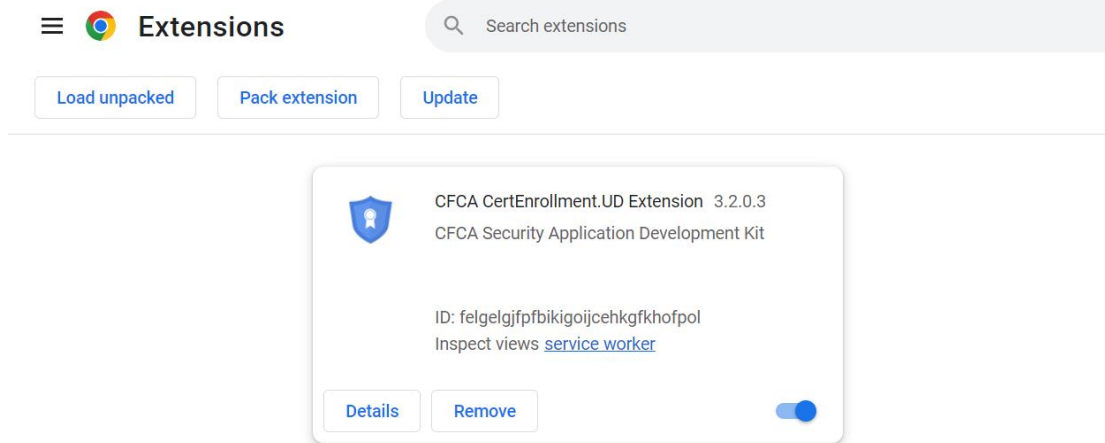 Extensions
Search extensions
Load unpacked
Pack extension
Update
CFCA CertEnrollment.UD Extension 3.2.0.3
CFCA Security Application Development Kit
ID: felgelgjfpfbikigoijcehkgfkhofpol
Inspect views service worker
Details
Remove